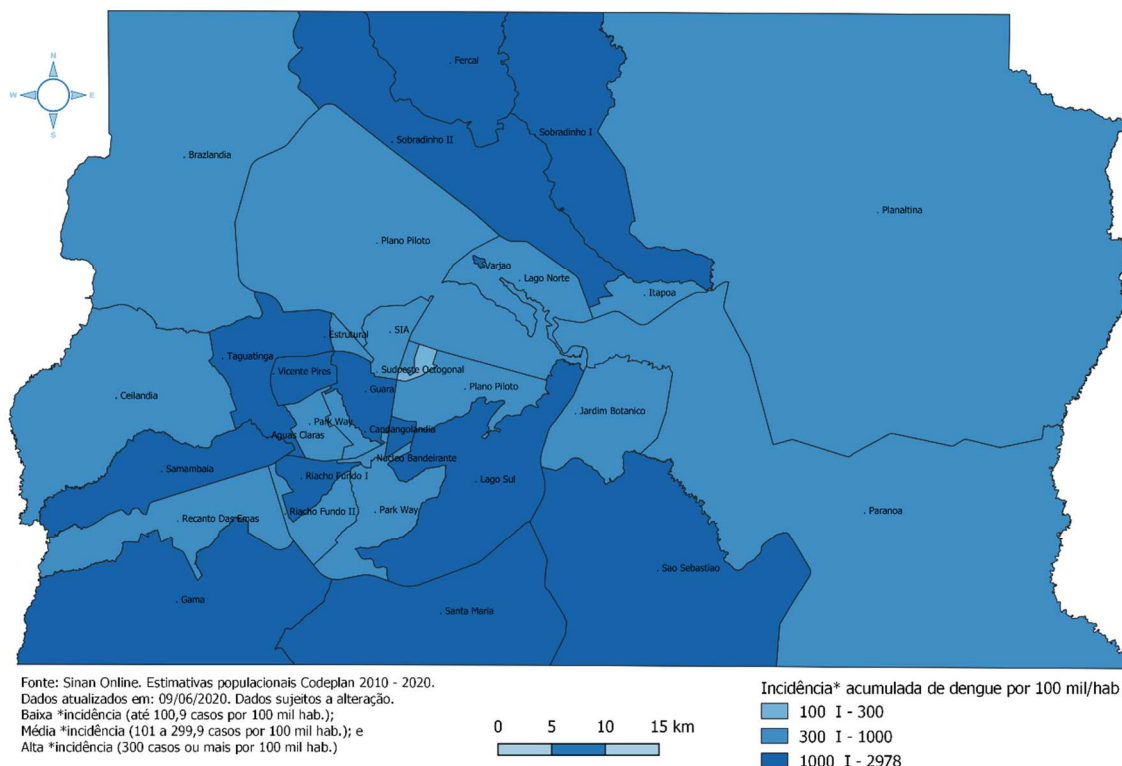 N
W E
S
Fercal
Sobradinho I
Sobradinho II
Brazlandia
Planaltina
Plano Piloto
Varjao
Lago Norte
Itapoa
Estrutural
SIA
Taguatinga
Vicente Pires
Sudoeste Octogonal
Guara
Plano Piloto
Ceilandia
Jardim Botanico
Park Way
Candangolandia
Aguas Claras
Nucleo Bandeirante
Samambaia
Riacho Fundo I
Lago Sul
Riacho Fundo II
Park Way
Paranoa
Recanto Das Emas
Sao Sebastiao
Gama
Santa Maria
Fonte: Sinan Online. Estimativas populacionais Codeplan 2010 - 2020.
Dados atualizados em: 09/06/2020. Dados sujeitos a alteração.
Baixa *incidência (até 100,9 casos por 100 mil hab.);
Média *incidência (101 a 299,9 casos por 100 mil hab.); e
Alta *incidência (300 casos ou mais por 100 mil hab.)
0 5 10 15 km
Incidência* acumulada de dengue por 100 mil/hab
100 I - 300
300 I - 1000
1000 I - 2978